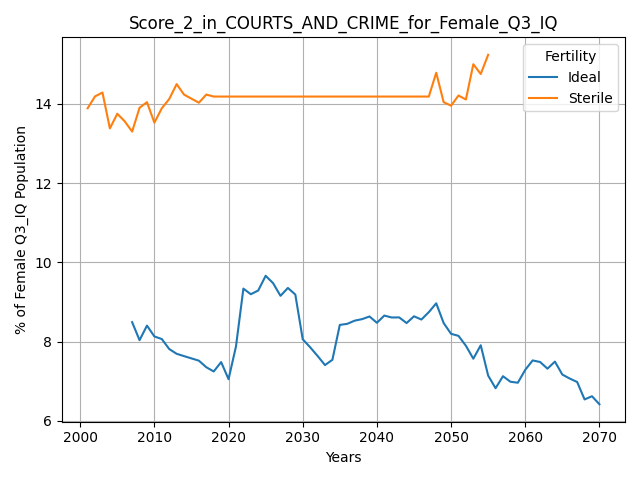 Score_2_in_COURTS_AND_CRIME_for_Female_Q3_IQ
Fertility
Ideal
Sterile
% of Female Q3_IQ Population
14
12
10
8
6
2000 2010 2020 2030 2040 2050 2060 2070
Years